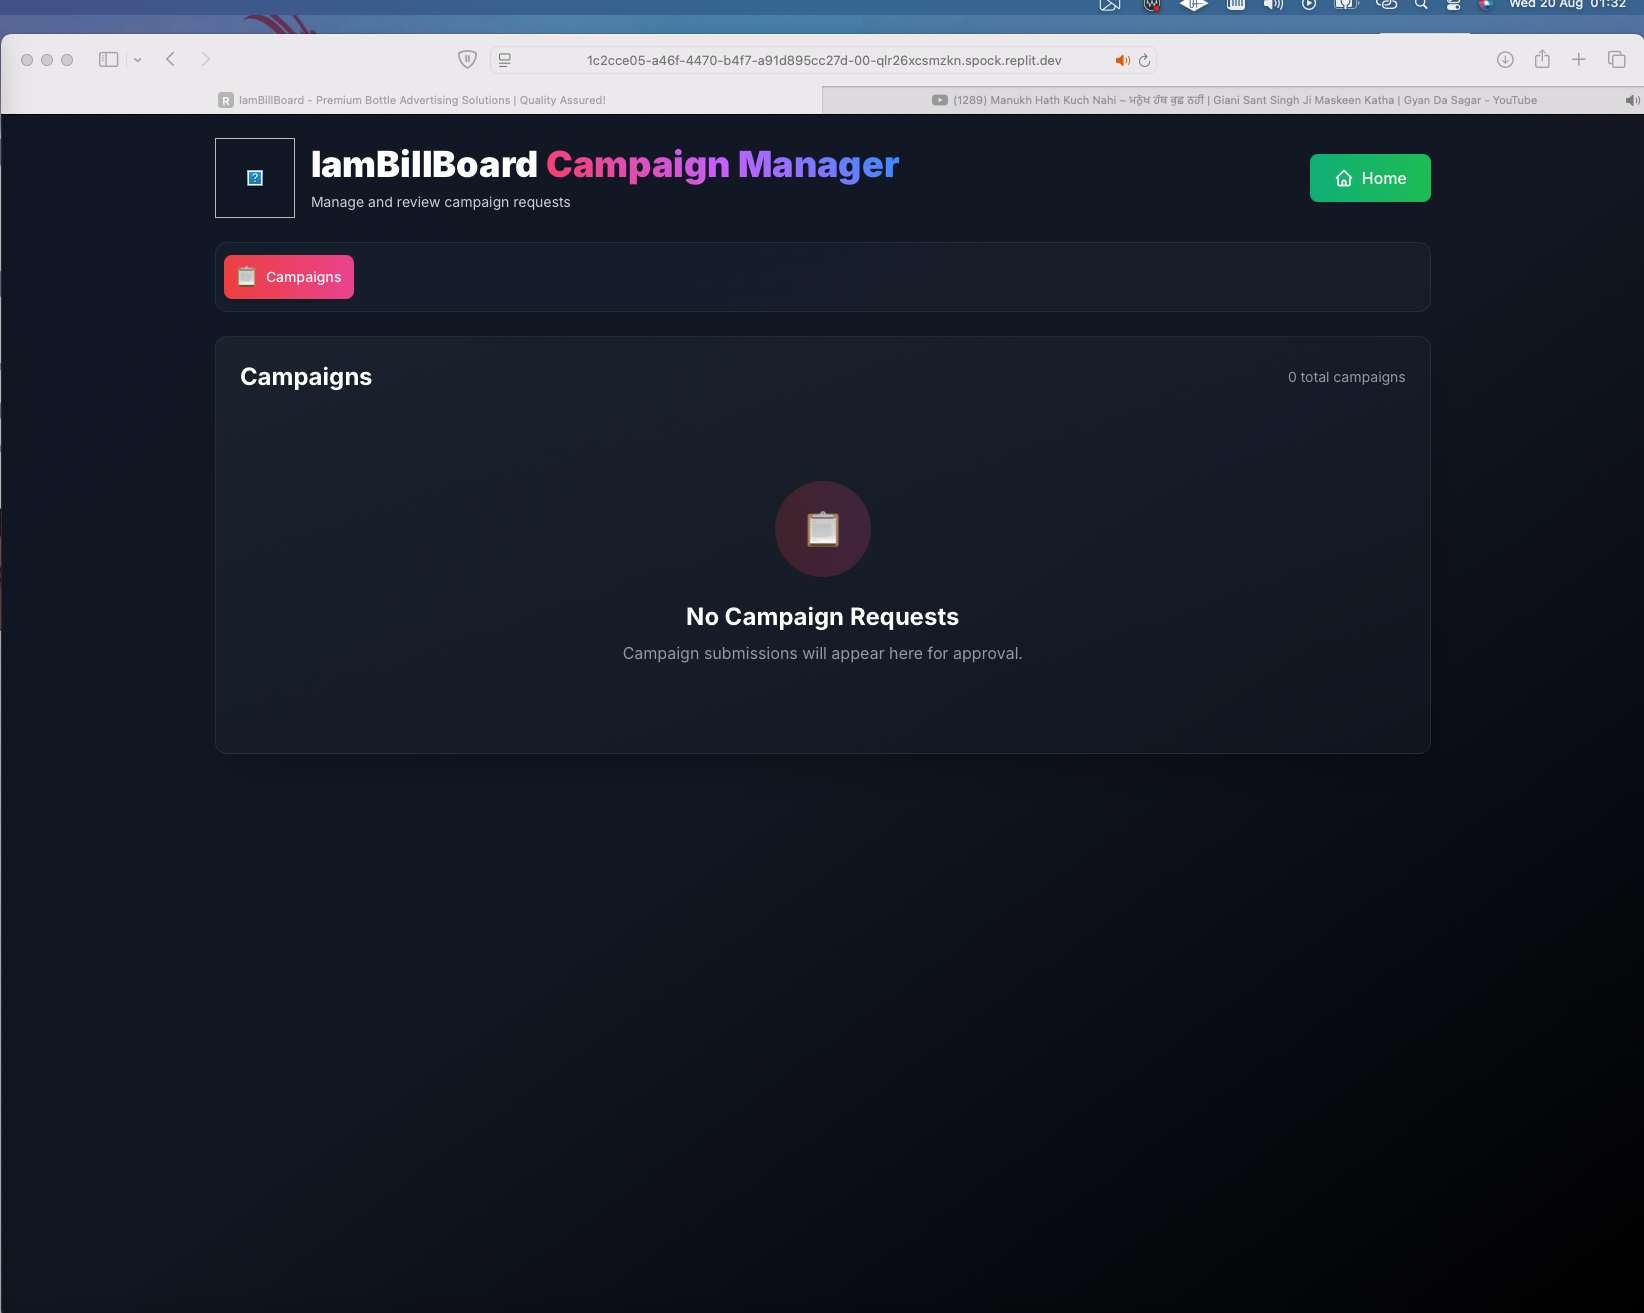 Wed 20 Aug 01:32
1c2cce05-a46f-4470-b4f7-a91d895cc27d-00-qlr26xcsmzkn.spock.replit.dev
R IamBillBoard - Premium Bottle Advertising Solutions | Quality Assured!
(1289) Manukh Hath Kuch Nahi ~ ਮਨੁੱਖ ਹੱਥ ਕੁਛ ਨਹੀਂ | Giani Sant Singh Ji Maskeen Katha | Gyan Da Sagar - YouTube
IamBillBoard Campaign Manager
Manage and review campaign requests
Home
Campaigns
Campaigns
0 total campaigns
No Campaign Requests
Campaign submissions will appear here for approval.